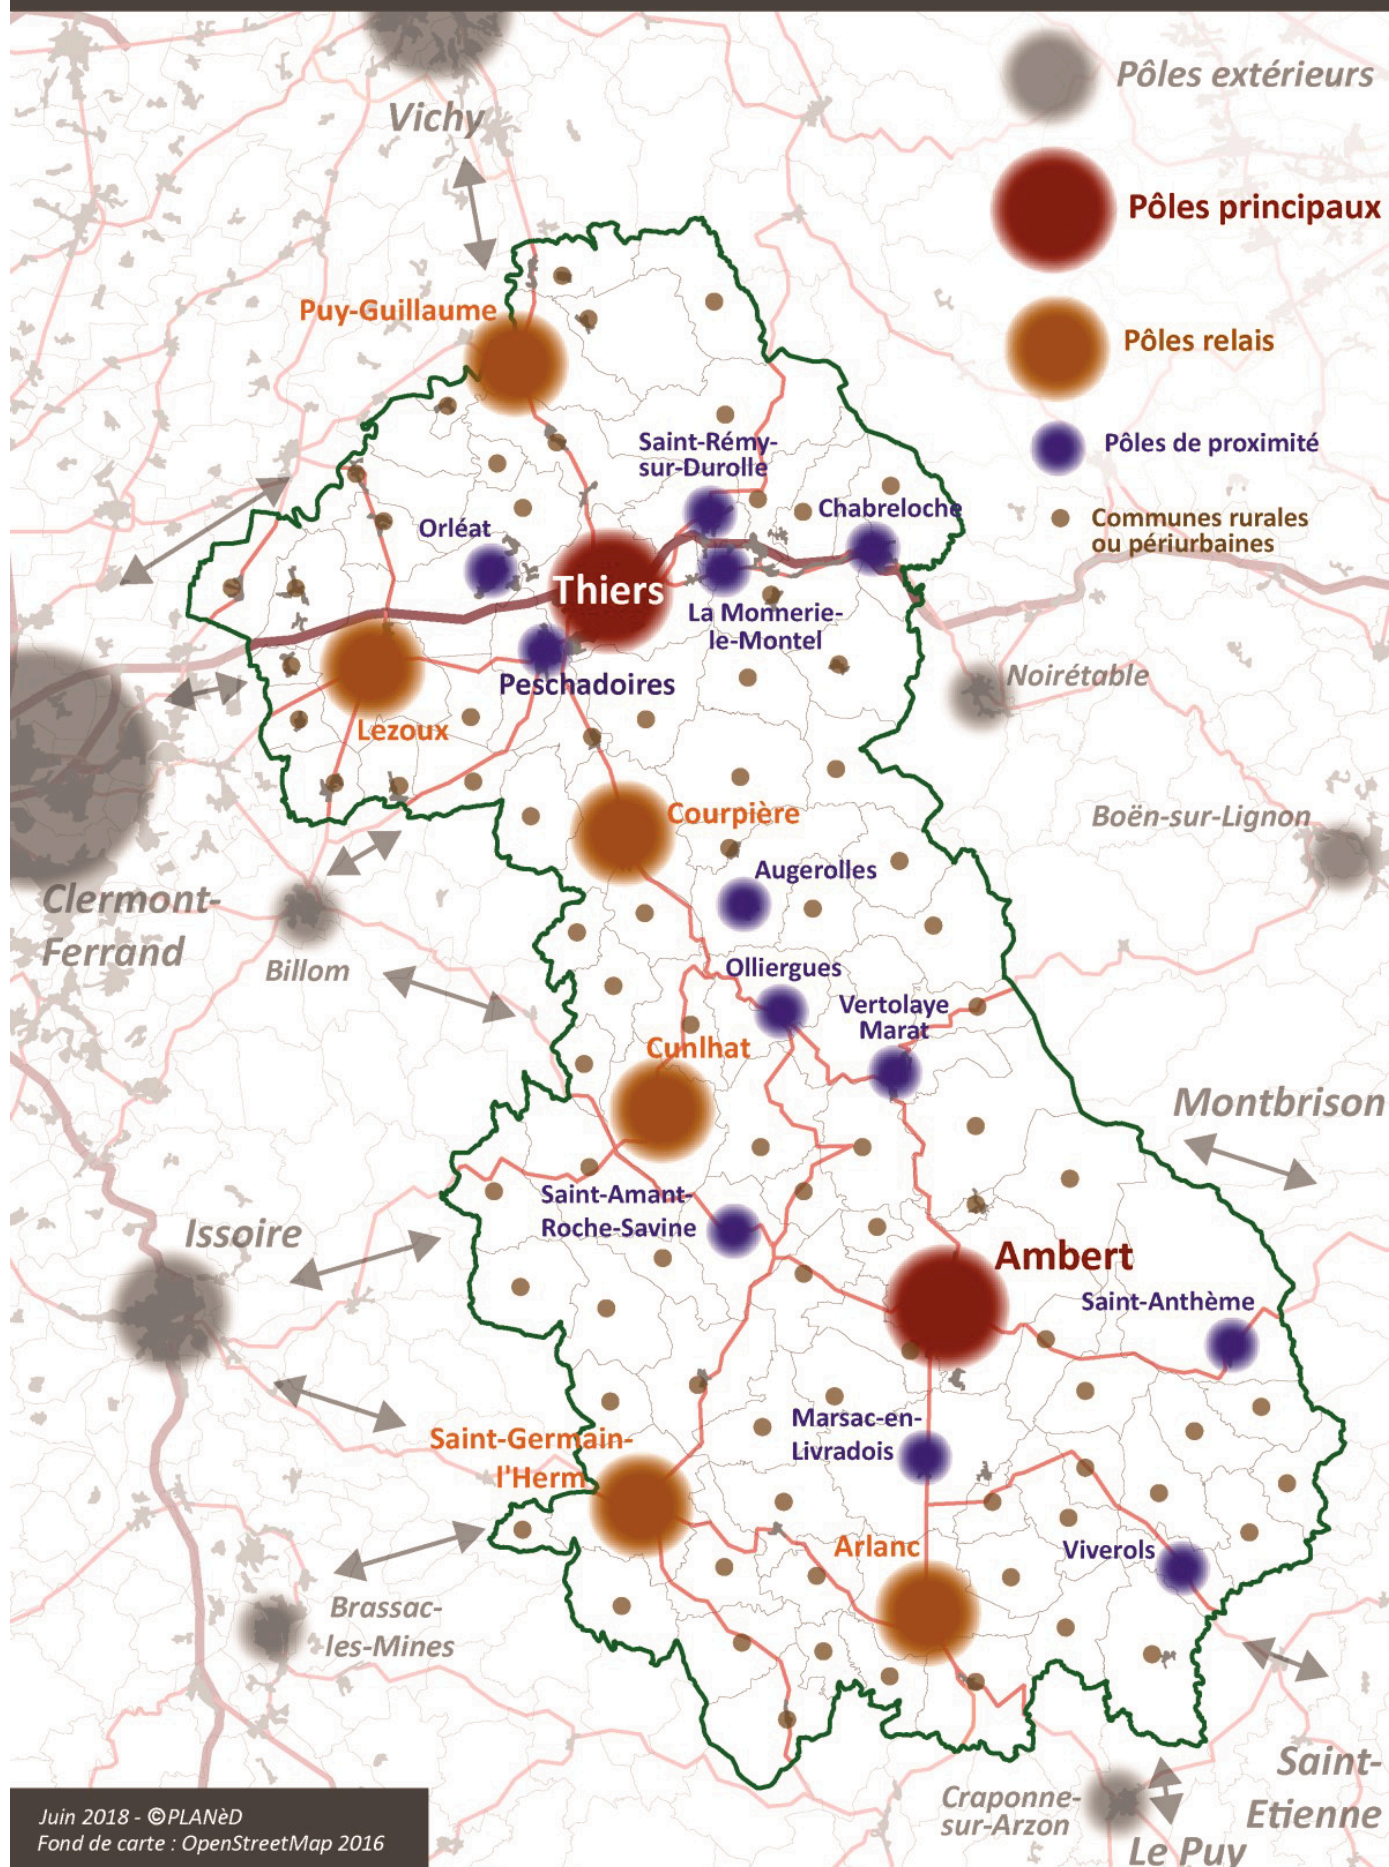 Pôles extérieurs
Vichy
Pôles principaux
Puy-Guillaume
Pôles relais
Saint-Rémy-
sur-Durolle
Pôles de proximité
Chabreloche
Orléat
Communes rurales
ou périurbaines
Thiers
La Monnerie-
le-Montel
Peschadoires
Noirétable
Lezoux
Courpière
Boën-sur-Lignon
Augerolles
Clermont-
Ferrand
Billom
Olliergues
Vertolaye
Marat
Cunlhat
Montbrison
Saint-Amant-
Roche-Savine
Issoire
Ambert
Saint-Anthème
Marsac-en-
Livradois
Saint-Germain-
l'Herm
Arlanc
Viverols
Brassac-
les-Mines
Saint-
Etienne
Craponne-
sur-Arzon
Le Puy
Juin 2018 - ©PLANèD
Fond de carte : OpenStreetMap 2016